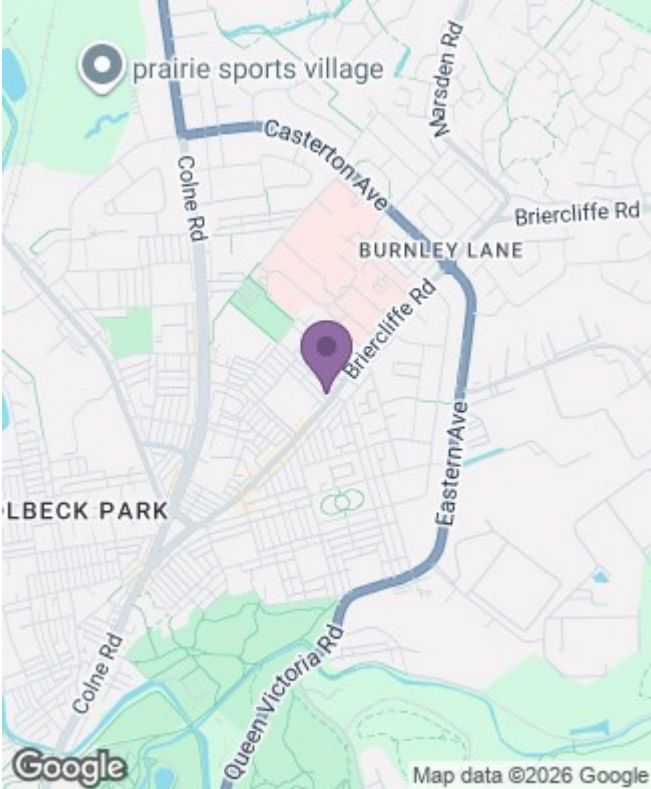 prairie sports village
Marsden Rd
Casterton Ave
Colne Rd
Briercliffe Rd
BURNLEY LANE
Briercliffe Rd
Eastern Ave
LBECK PARK
Queen Victoria Rd
Colne Rd
Google
Map data ©2026 Google